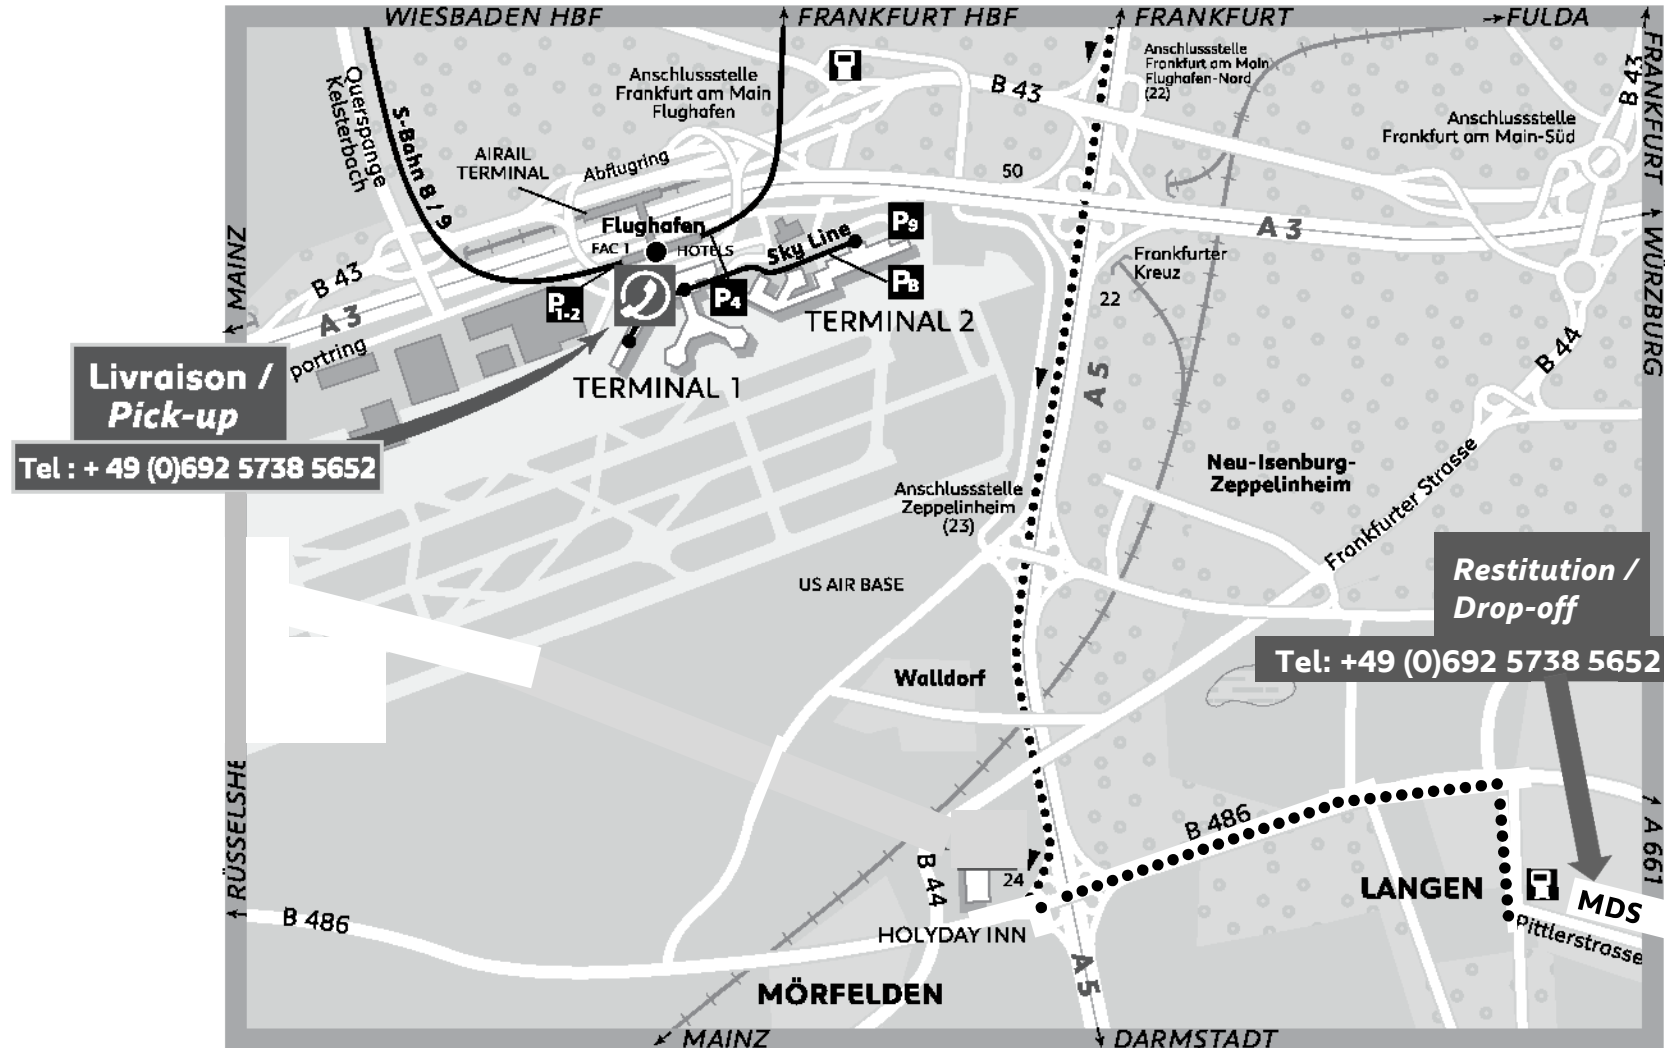 WIESBADEN HBF
FRANKFURT HBF
FRANKFURT
FULDA
FRANKFURT
B 43
Querspange
Kelsterbach
S-Bahn 8 / 9
Anschlussstelle
Frankfurt am Main
Flughafen
B 43
Anschlussstelle
Frankfurt am Main
Flughafen-Nord
(22)
Anschlussstelle
Frankfurt am Main-Süd
AIRAIL
TERMINAL
Abflugring
50
Flughafen
FAC 1
HOTELS
Sky Line
P9
A 3
MAINZ
B 43
A 3
P1-2
P4
P8
TERMINAL 2
Frankfurter
Kreuz
22
WÜRZBURG
B 44
portring
TERMINAL 1
A 5
Livraison /
Pick-up
Tel : + 49 (0)692 5738 5652
Neu-Isenburg-
Zeppelinheim
Frankfurter Strasse
Anschlussstelle
Zeppelinheim
(23)
US AIR BASE
Restitution /
Drop-off
Tel: +49 (0)692 5738 5652
Walldorf
RÜSSELSHE
B 486
A 661
B 44
24
LANGEN
MDS
Pittlerstrasse
B 486
HOLYDAY INN
A 5
MÖRFELDEN
MAINZ
DARMSTADT